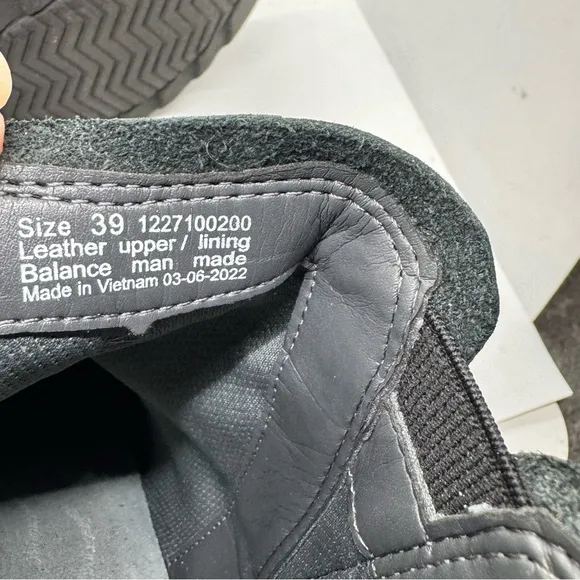 Size 39 1227100200
Leather upper/ lining
Balance man made
Made in Vietnam 03-06-2022